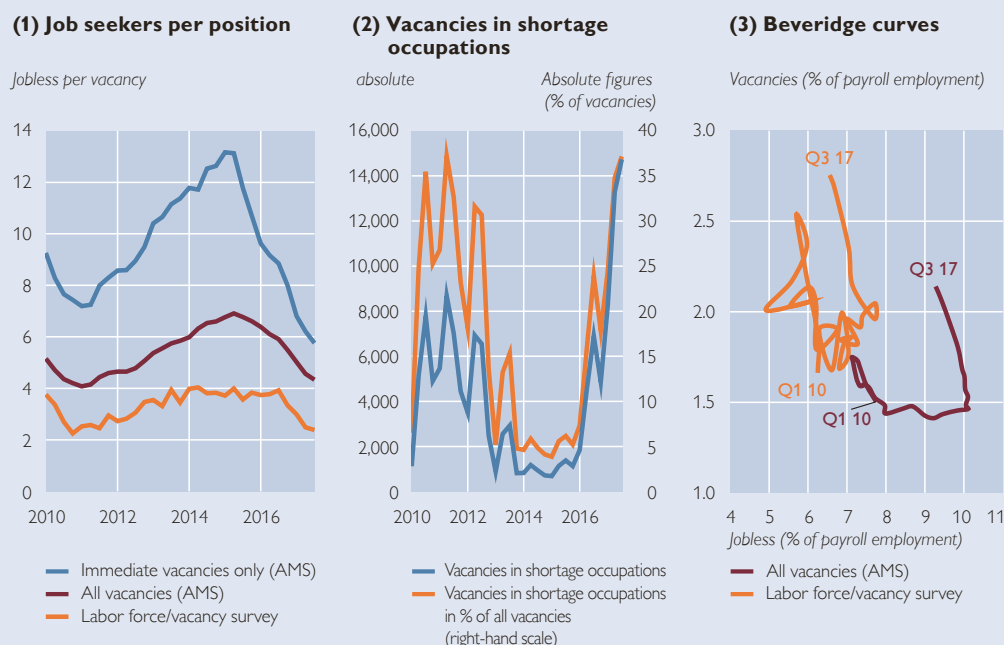 (1) Job seekers per position
Jobless per vacancy
14
12
10
8
6
4
2
0
2010 2012 2014 2016
Immediate vacancies only (AMS)
All vacancies (AMS)
Labor force/vacancy survey
(2) Vacancies in shortage
occupations
absolute
Absolute figures
(% of vacancies)
16,000 40
14,000 35
12,000 30
10,000 25
8,000 20
6,000 15
4,000 10
2,000 5
0 0
2010 2012 2014 2016
Vacancies in shortage occupations
Vacancies in shortage occupations
in % of all vacancies
(right-hand scale)
(3) Beveridge curves
Vacancies (% of payroll employment)
3.0
Q3 17
2.5
Q3 17
2.0
Q1 10
Q1 10
1.5
1.0
4 5 6 7 8 9 10 11
Jobless (% of payroll employment)
All vacancies (AMS)
Labor force/vacancy survey